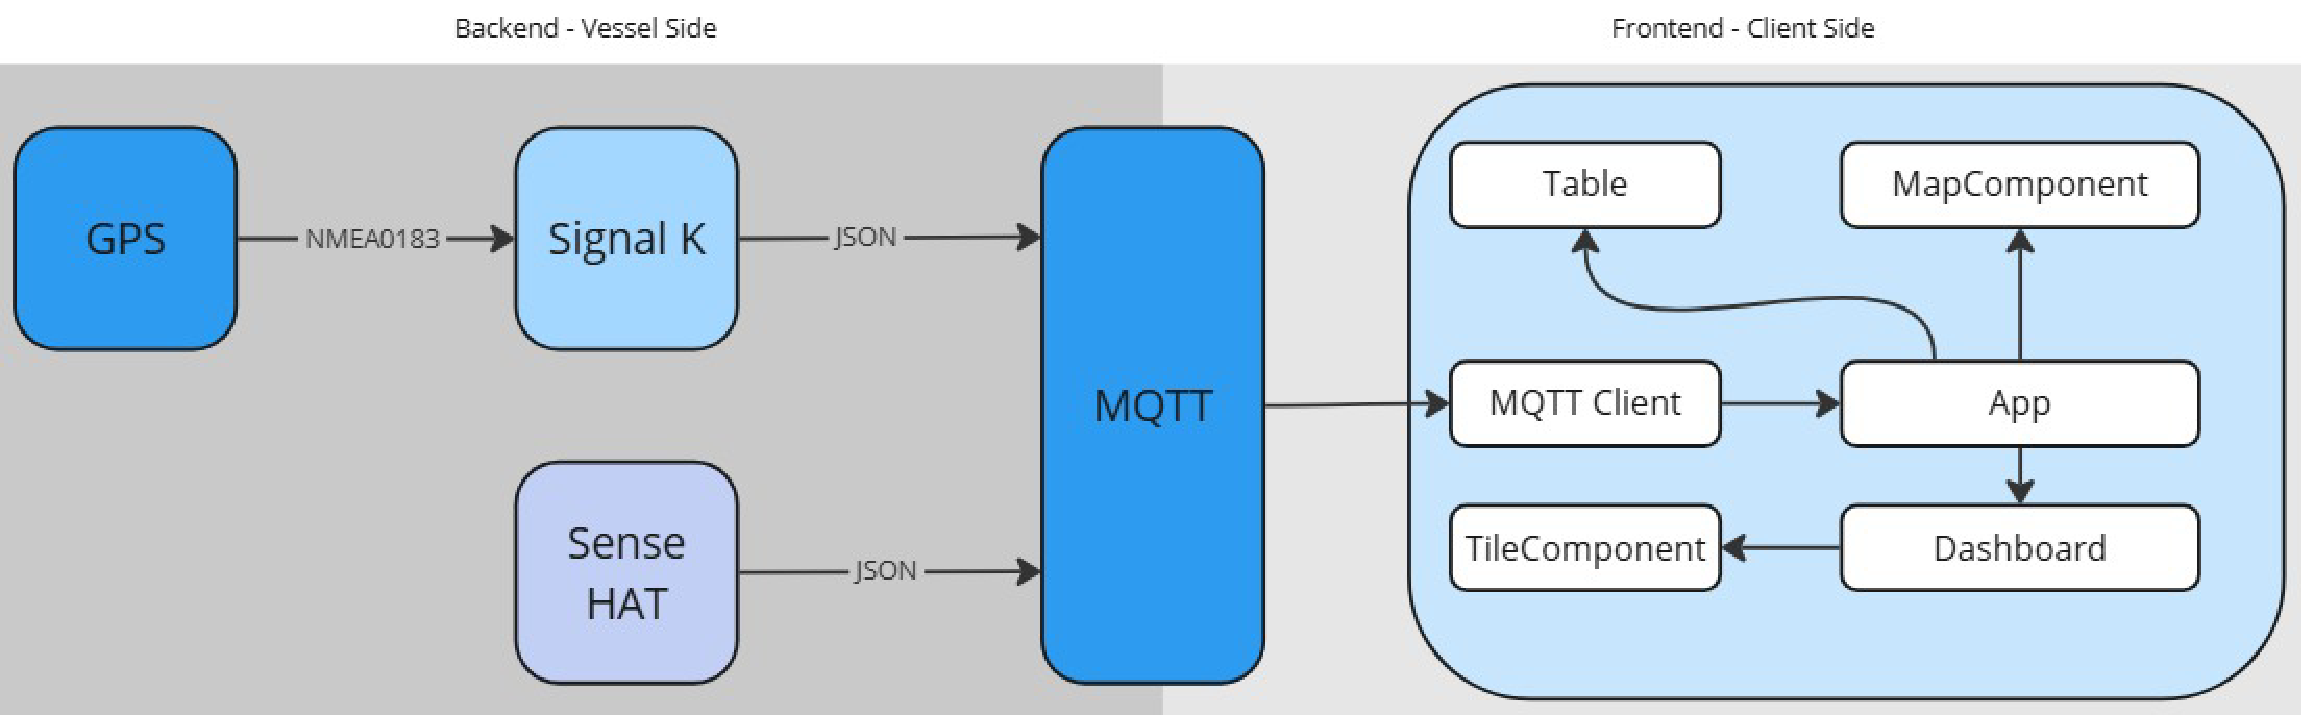 Backend - Vessel Side
Frontend - Client Side
GPS
NMEA0183
Signal K
JSON
Sense
HAT
JSON
MQTT
Table
MapComponent
MQTT Client
App
TileComponent
Dashboard